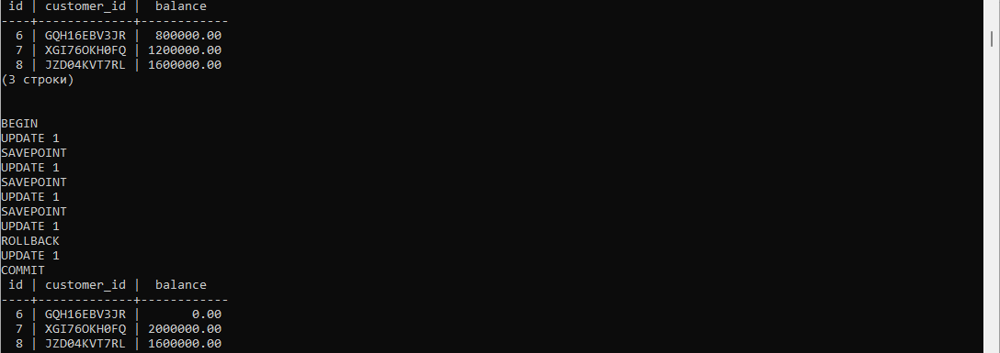 id | customer_id |  balance
----+-------------+------------
  6 | GQH16EBV3JR |  800000.00
  7 | XGI76OKH0FQ | 1200000.00
  8 | JZD04KVT7RL | 1600000.00
(3 строки)
BEGIN
UPDATE 1
SAVEPOINT
UPDATE 1
SAVEPOINT
UPDATE 1
SAVEPOINT
UPDATE 1
ROLLBACK
UPDATE 1
COMMIT
 id | customer_id |  balance
----+-------------+------------
  6 | GQH16EBV3JR |       0.00
  7 | XGI76OKH0FQ | 2000000.00
  8 | JZD04KVT7RL | 1600000.00